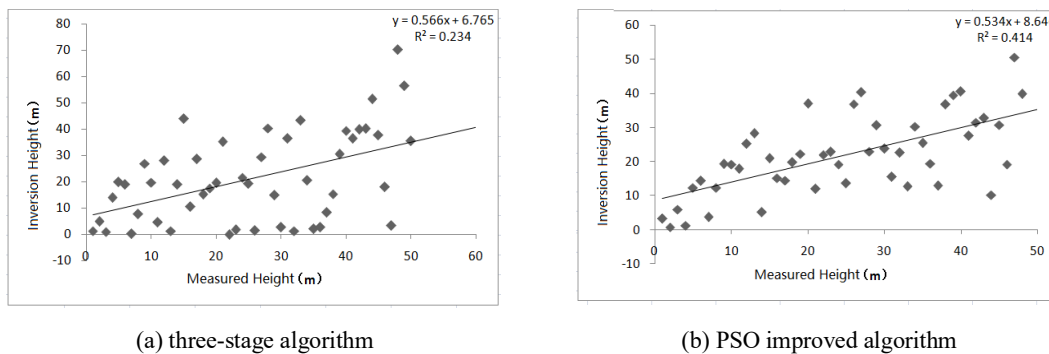 y = 0.566x + 6.765
R² = 0.234
80
70
60
50
40
30
20
10
0
-10
0 10 20 30 40 50 60
Inversion Height (m)
Measured Height (m)
(a) three-stage algorithm
y = 0.534x + 8.64
R² = 0.414
60
50
40
30
20
10
0
-10
0 10 20 30 40 50
Inversion Height (m)
Measured Height (m)
(b) PSO improved algorithm